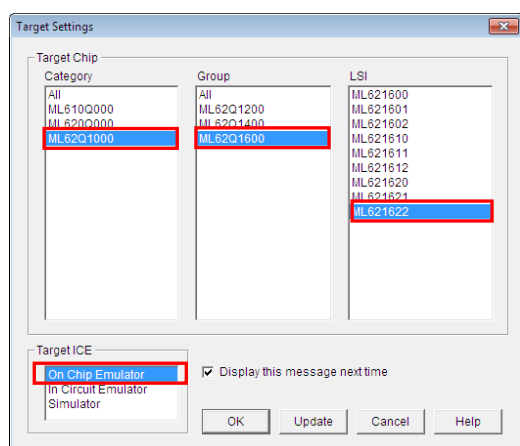 Target Settings
Target Chip
Category
All
ML610Q000
ML620Q000
ML62Q1000
Group
All
ML62Q1200
ML62Q1400
ML62Q1600
LSI
ML621600
ML621601
ML621602
ML621610
ML621611
ML621612
ML621620
ML621621
ML621622
Target ICE
On Chip Emulator
In Circuit Emulator
Simulator
Display this message next time
OK
Update
Cancel
Help